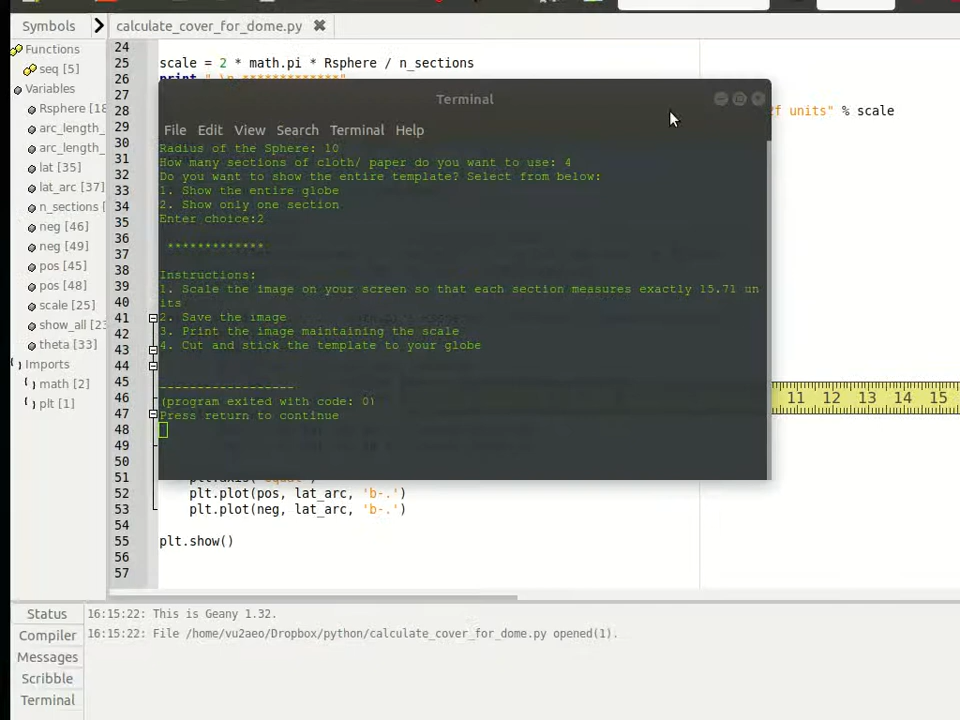 Symbols
calculate_cover_for_dome.py
Functions
seq [5]
Variables
Rsphere [18
arc_length_
arc_length_
lat [35]
lat_arc [37]
n_sections [
neg [46]
neg [49]
pos [45]
pos [48]
scale [25]
show_all [23
theta [33]
Imports
math [2]
plt [1]
24
25 scale = 2 * math.pi * Rsphere / n_sections
26 print " \n *************"
27
28 2f units" % scale
29
30
31
32
33
34
35
36
37
38
39
40
41
42
43
44
45
46
47
48
49
50
51
52 plt.plot(pos, lat_arc, 'b-.')
53 plt.plot(neg, lat_arc, 'b-.')
54
55 plt.show()
56
57
Terminal
File Edit View Search Terminal Help
Radius of the Sphere: 10
How many sections of cloth/ paper do you want to use: 4
Do you want to show the entire template? Select from below:
1. Show the entire globe
2. Show only one section
Enter choice:2
*************
Instructions:
1. Scale the image on your screen so that each section measures exactly 15.71 un
its
2. Save the image
3. Print the image maintaining the scale
4. Cut and stick the template to your globe
------------------
(program exited with code: 0)
Press return to continue
11 12 13 14 15
Status
Compiler
Messages
Scribble
Terminal
16:15:22: This is Geany 1.32.
16:15:22: File /home/vu2aeo/Dropbox/python/calculate_cover_for_dome.py opened(1).